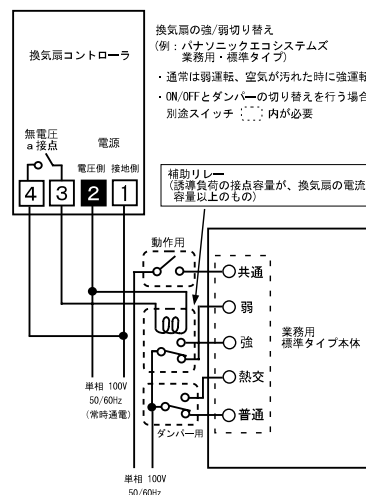 換気扇の強/弱切り替え
(例：パナソニックエコシステムズ
業務用・標準タイプ)
・通常は弱運転、空気が汚れた時に強運転
・ON/OFFとダンパーの切り替えを行う場合
別途スイッチ 内が必要
換気扇コントローラ
無電圧
a 接点
電源
電圧側 接地側
4 3 2 1
補助リレー
(誘導負荷の接点容量が、換気扇の電流
容量以上のもの)
動作用
共通
弱
強
熱交
普通
業務用
標準タイプ本体
単相 100V
50/60Hz
(常時通電)
ダンパー用
単相 100V
50/60Hz